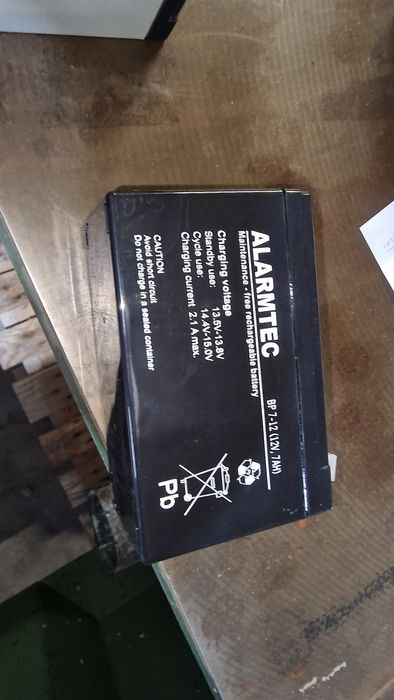 ALARMTEC
BP 7-12 (12V, 7AH)
Maintenance - free rechargeable battery
Charging voltage
Standby use: 13.5V-13.8V
Cycle use: 14.4V-15.0V
Charging current 2.1A max.
CAUTION
Avoid short circuit
Do not charge in a sealed container
Pb